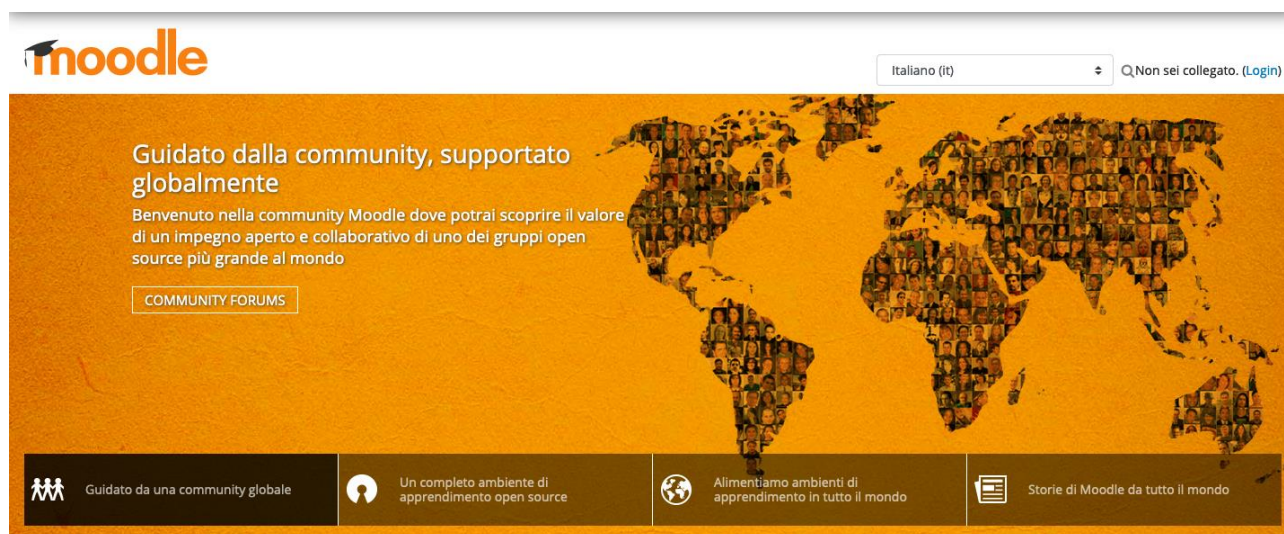 moodle
Italiano (it)
Non sei collegato. (Login)
Guidato dalla community, supportato
globalmente
Benvenuto nella community Moodle dove potrai scoprire il valore
di un impegno aperto e collaborativo di uno dei gruppi open
source più grande al mondo
COMMUNITY FORUMS
Guidato da una community globale
Un completo ambiente di
apprendimento open source
Alimentiamo ambienti di
apprendimento in tutto il mondo
Storie di Moodle da tutto il mondo